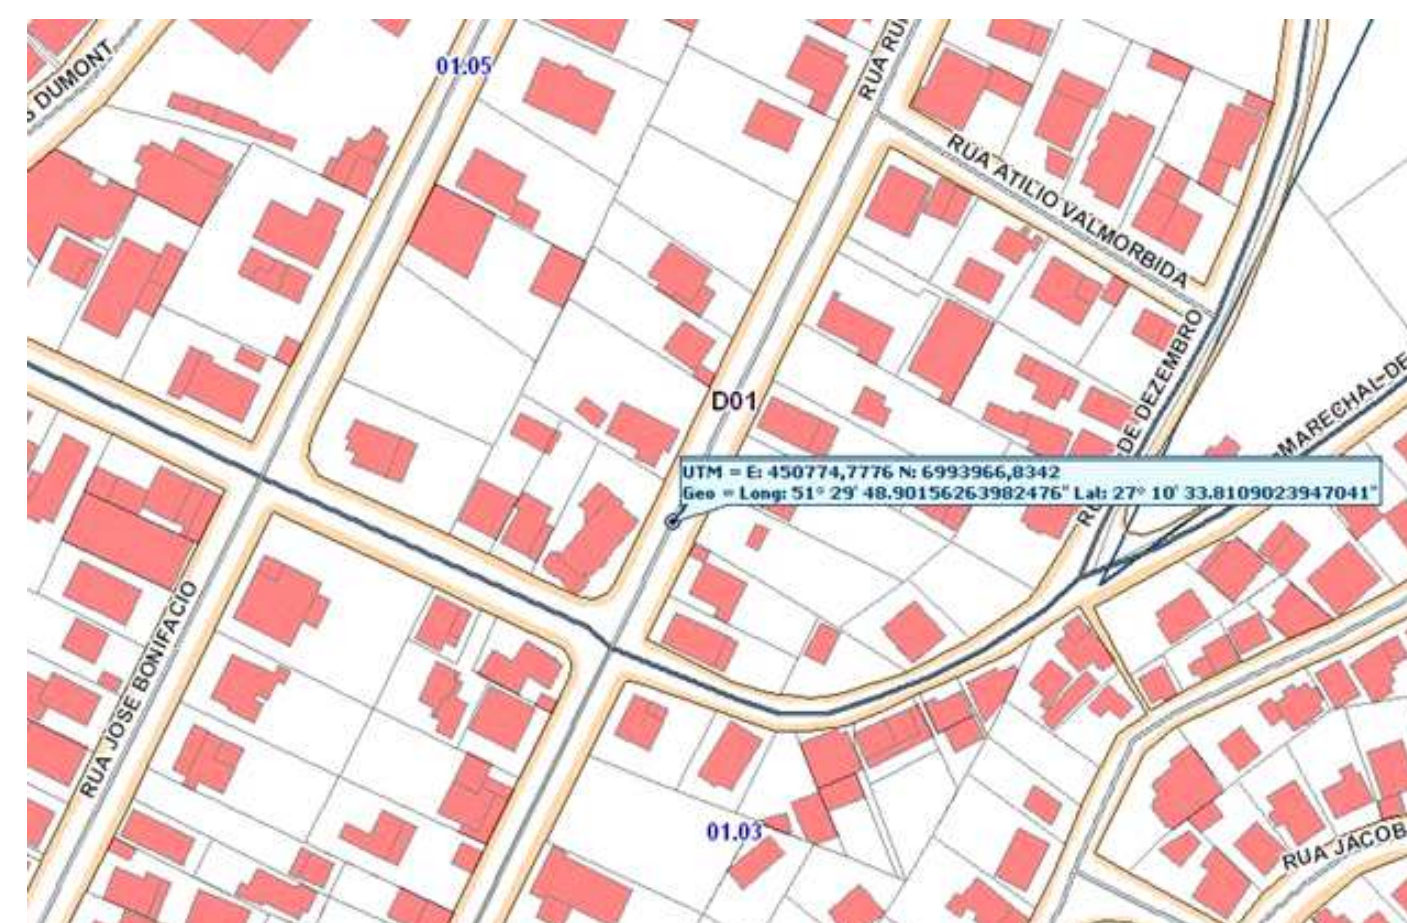 S DUMONT
01.05
RUA RUI
RUA ATILIO VALMORBIDA
DE DEZEMBRO
MARECHAL-DE
D01
UTM = E: 450774,7776 N: 6993966,8342
Geo = Long: 51° 29' 48.90156263982476" Lat: 27° 10' 33.8109023947041"
RUA JOSE BONIFACIO
01.03
RUA JACOB